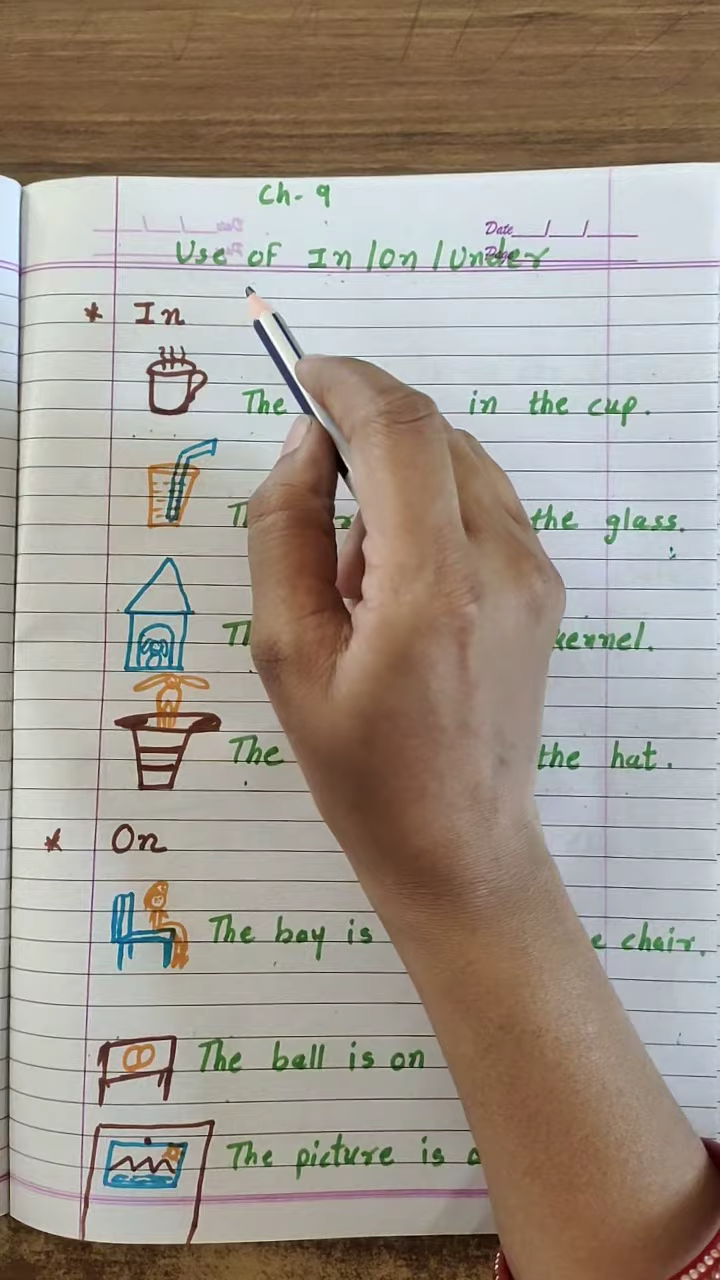 Ch- 9
Date
Use of In/On/Under
* In
The in the cup.
the glass.
kennel.
The the hat.
* On
The boy is chair.
The ball is on
The picture is